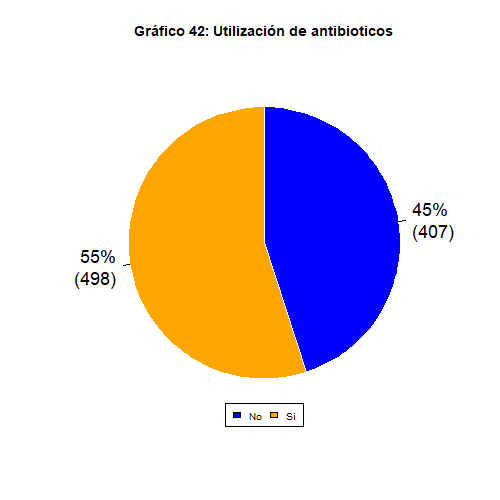 Gráfico 42: Utilización de antibioticos
45%
(407)
55%
(498)
No Si